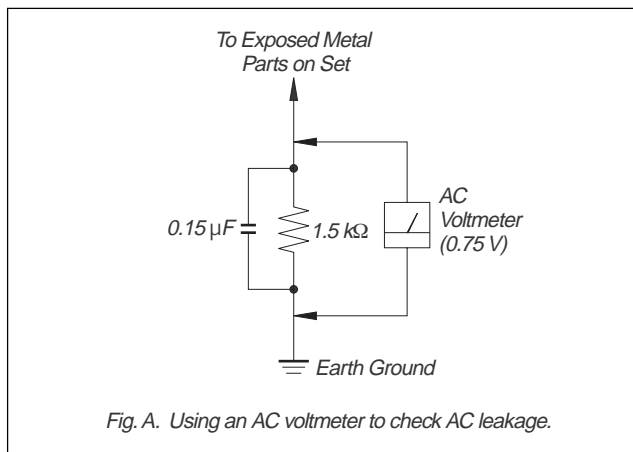 To Exposed Metal
Parts on Set
0.15 µF
1.5 kΩ
AC
Voltmeter
(0.75 V)
Earth Ground
Fig. A. Using an AC voltmeter to check AC leakage.